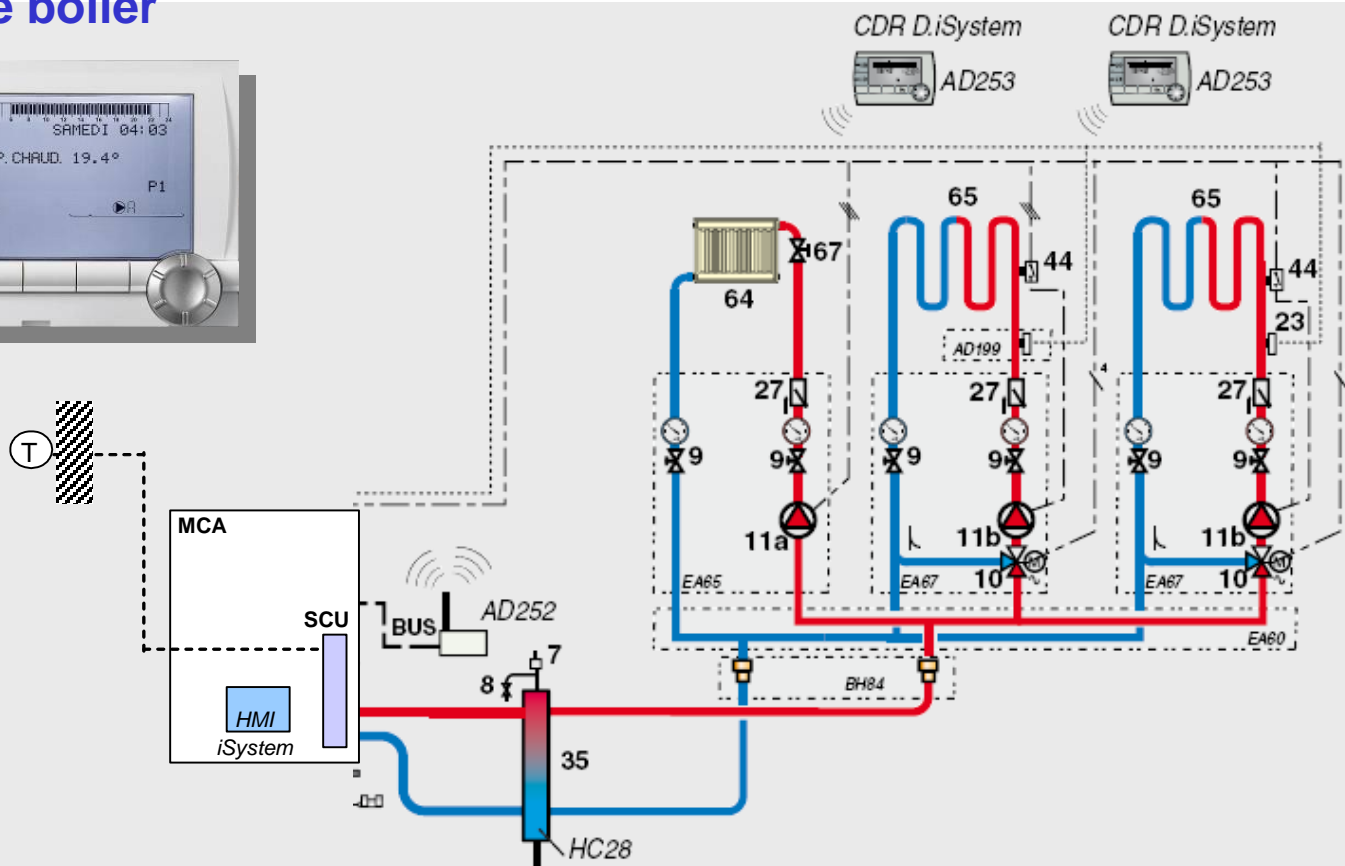 e boiler
CDR D.iSystem
AD253
CDR D.iSystem
AD253
SAMEDI 04:03
P. CHAUD. 19.4°
P1
A
65
65
67
64
44
44
23
AD199
4
27
27
27
9
9
9
9
9
9
11a
11b
11b
10
10
M
M
EA65
EA67
EA67
EA60
BH84
T
MCA
SCU
HMI
iSystem
BUS
AD252
7
8
35
HC28